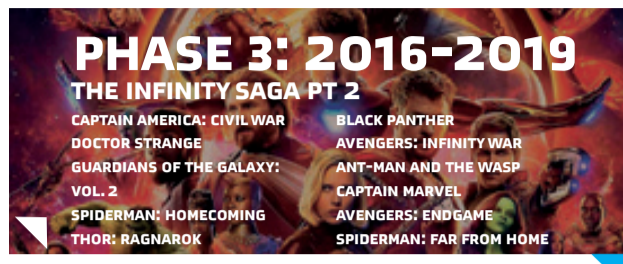 PHASE 3: 2016-2019
THE INFINITY SAGA PT 2
CAPTAIN AMERICA: CIVIL WAR
DOCTOR STRANGE
GUARDIANS OF THE GALAXY:
VOL. 2
SPIDERMAN: HOMECOMING
THOR: RAGNAROK
BLACK PANTHER
AVENGERS: INFINITY WAR
ANT-MAN AND THE WASP
CAPTAIN MARVEL
AVENGERS: ENDGAME
SPIDERMAN: FAR FROM HOME